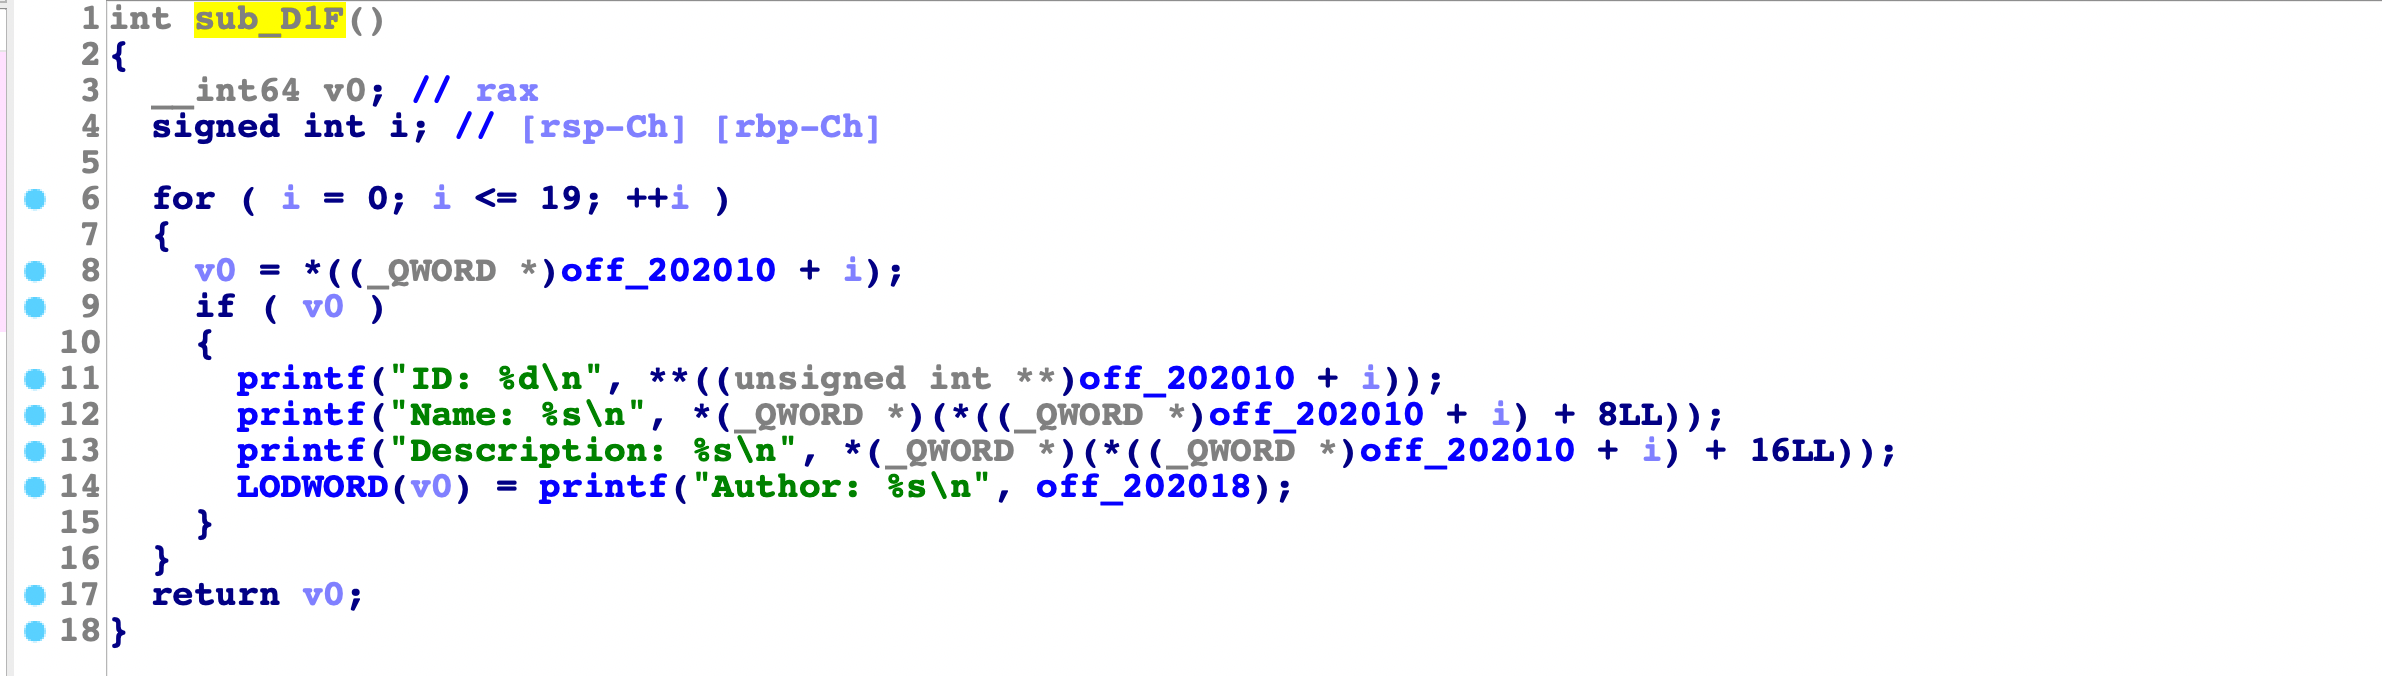 1 int sub_D1F()
2 {
3 __int64 v0; // rax
4 signed int i; // [rsp-Ch] [rbp-Ch]
5
6 for ( i = 0; i <= 19; ++i )
7 {
8 v0 = *((_QWORD *)off_202010 + i);
9 if ( v0 )
10 {
11 printf("ID: %d\n", **((unsigned int **)off_202010 + i));
12 printf("Name: %s\n", *(_QWORD *)(*((_QWORD *)off_202010 + i) + 8LL));
13 printf("Description: %s\n", *(_QWORD *)(*((_QWORD *)off_202010 + i) + 16LL));
14 LODWORD(v0) = printf("Author: %s\n", off_202018);
15 }
16 }
17 return v0;
18 }